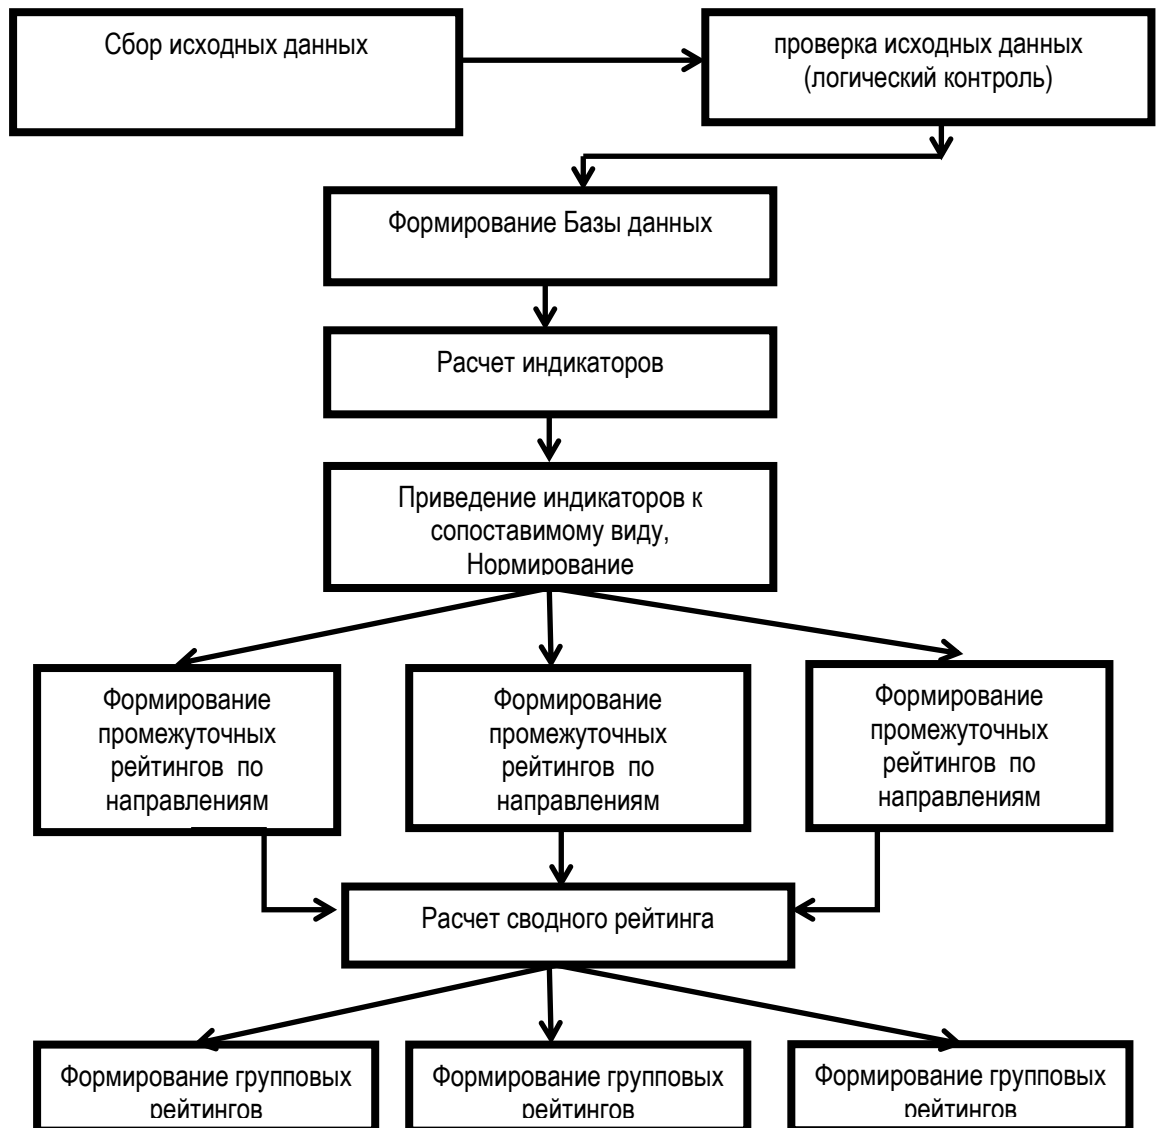 Сбор исходных данных
проверка исходных данных
(логический контроль)
Формирование Базы данных
Расчет индикаторов
Приведение индикаторов к
сопоставимому виду,
Нормирование
Формирование
промежуточных
рейтингов по
направлениям
Формирование
промежуточных
рейтингов по
направлениям
Формирование
промежуточных
рейтингов по
направлениям
Расчет сводного рейтинга
Формирование групповых
рейтингов
Формирование групповых
рейтингов
Формирование групповых
рейтингов